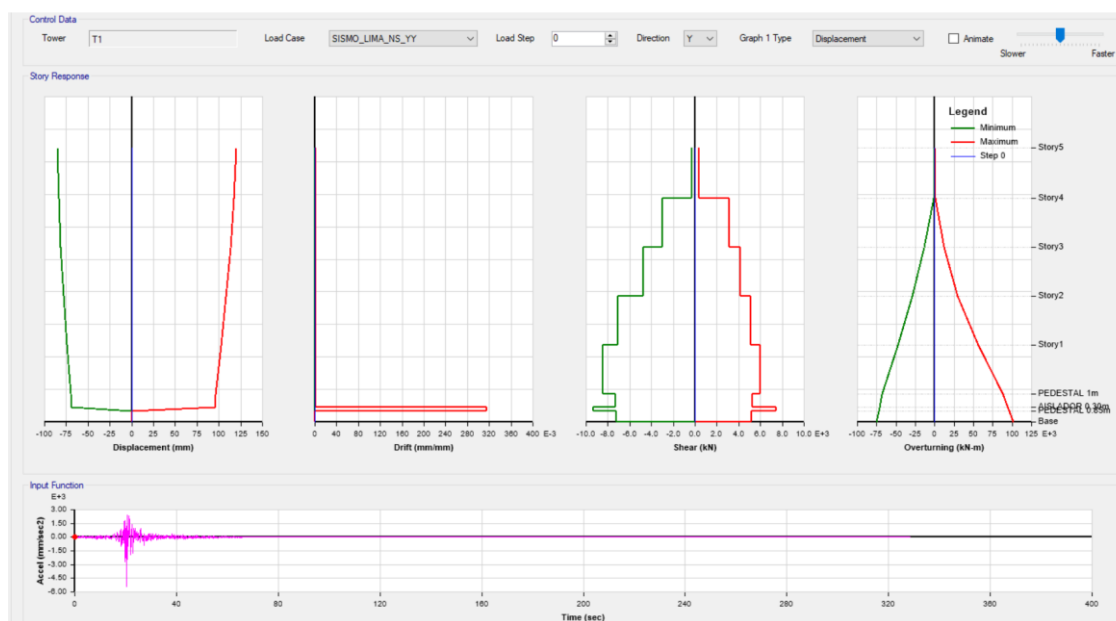 Control Data
Tower T1 Load Case SISMO_LIMA_NS_YY Load Step 0 Direction Y Graph 1 Type Displacement Animate
Slower Faster
Story Response
Legend
Minimum
Maximum
Step 0
Story5
Story4
Story3
Story2
Story1
PEDESTAL 1m
AISLADOR 0.30m
PEDESTAL 0.85m
Base
-100 -75 -50 -25 0 25 50 75 100 125 150
Displacement (mm)
0 40 80 120 160 200 240 280 320 360 400 E-3
Drift (mm/mm)
-10.0 -8.0 -6.0 -4.0 -2.0 0.0 2.0 4.0 6.0 8.0 10.0 E+3
Shear (kN)
-100 -75 -50 -25 0 25 50 75 100 125 E+3
Overturning (kN-m)
Input Function
E+3
3.00
1.50
0.00
-1.50
-3.00
-4.50
-6.00
Accel (mm/sec2)
0 40 80 120 160 200 240 280 320 360 400
Time (sec)